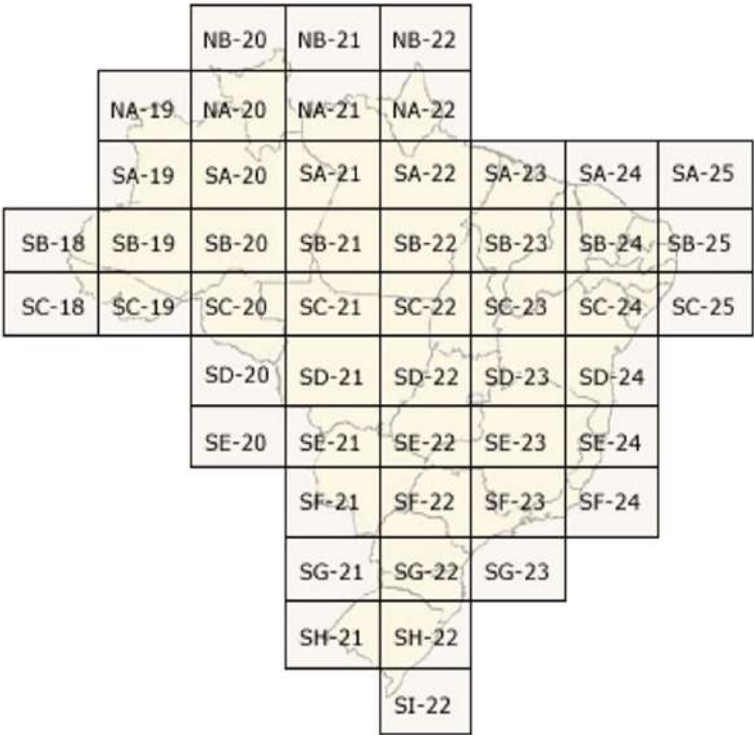 NB-20 NB-21 NB-22
NA-19 NA-20 NA-21 NA-22
SA-19 SA-20 SA-21 SA-22 SA-23 SA-24 SA-25
SB-18 SB-19 SB-20 SB-21 SB-22 SB-23 SB-24 SB-25
SC-18 SC-19 SC-20 SC-21 SC-22 SC-23 SC-24 SC-25
SD-20 SD-21 SD-22 SD-23 SD-24
SE-20 SE-21 SE-22 SE-23 SE-24
SF-21 SF-22 SF-23 SF-24
SG-21 SG-22 SG-23
SH-21 SH-22
SI-22